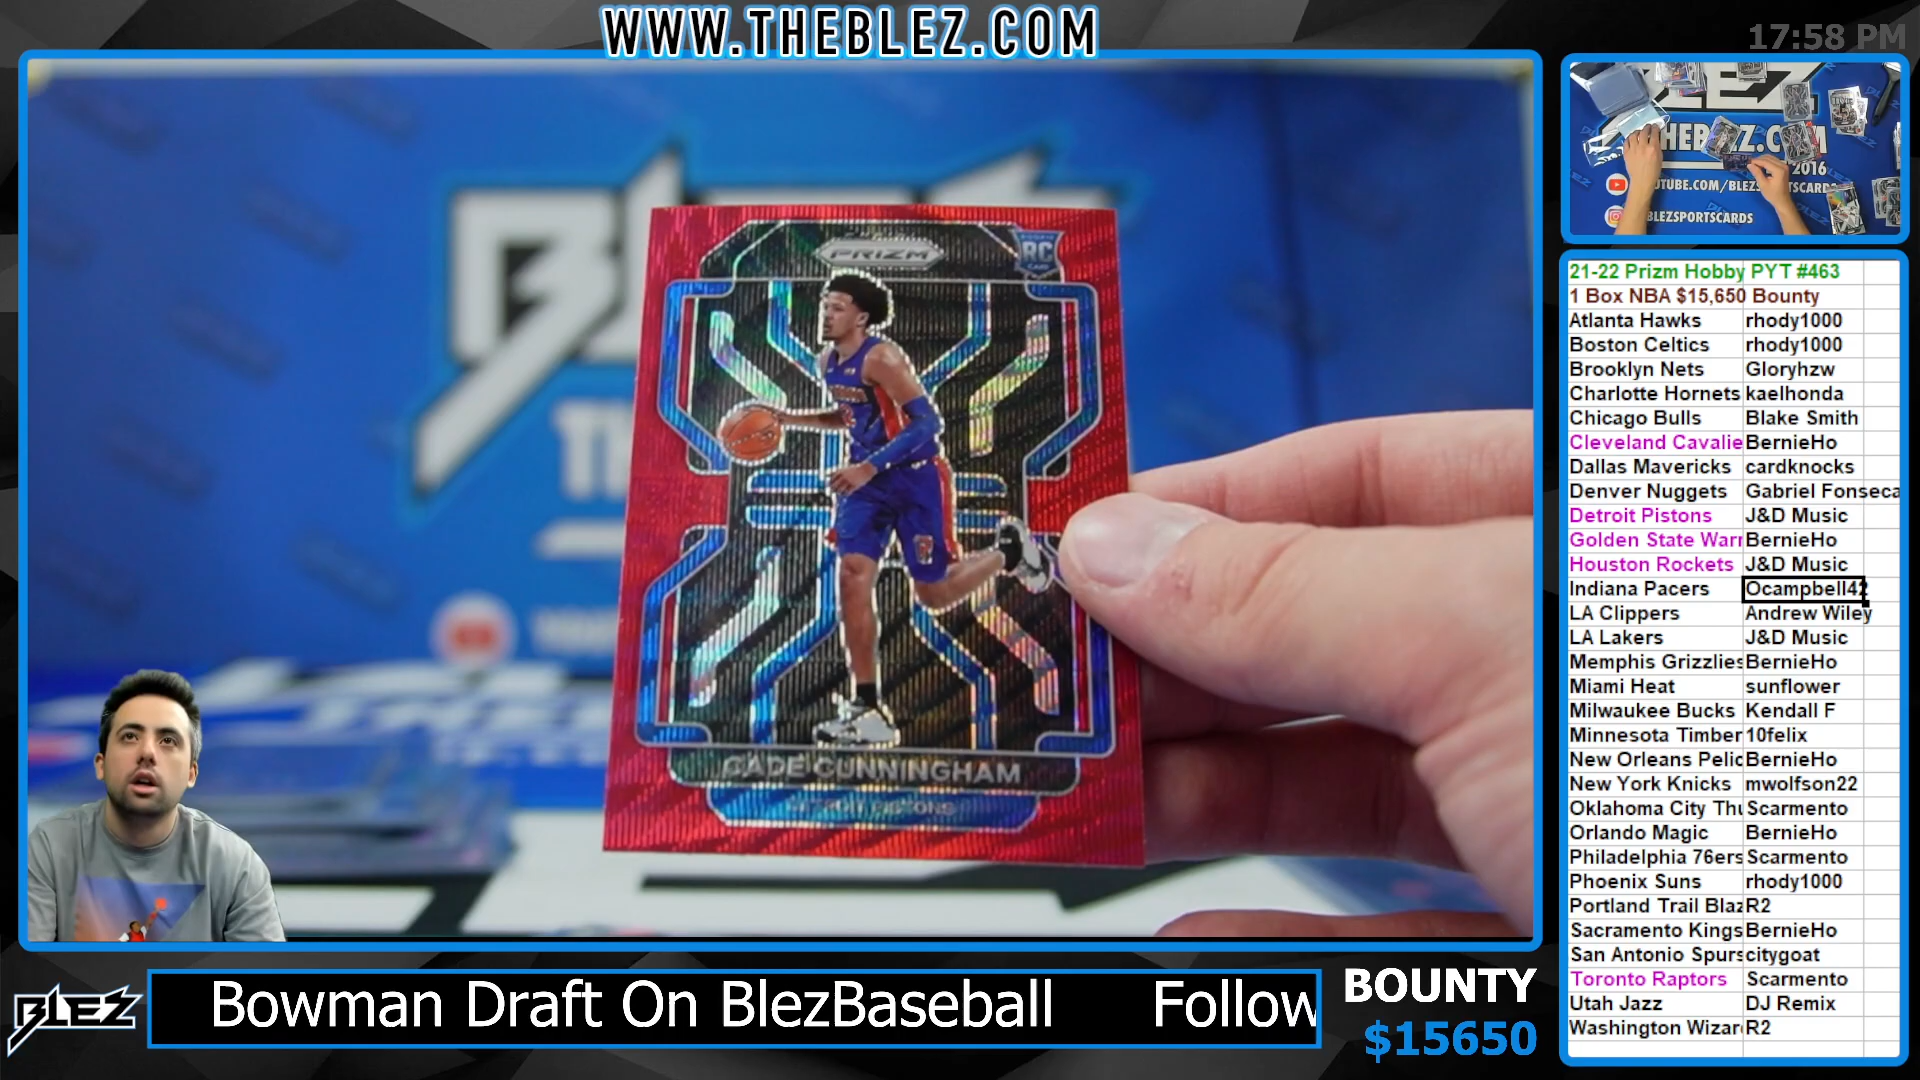 WWW.THEBLEZ.COM
17:58 PM
BLEZ
THEBLEZ.COM
2016
BLEZSPORTSCARDS
PRIZM
RC
CADE CUNNINGHAM
DETROIT PISTONS
21-22 Prizm Hobby PYT #463
1 Box NBA $15,650 Bounty
Atlanta Hawks rhody1000
Boston Celtics rhody1000
Brooklyn Nets Gloryhzw
Charlotte Hornets kaelhonda
Chicago Bulls Blake Smith
Cleveland Cavalie BernieHo
Dallas Mavericks cardknocks
Denver Nuggets Gabriel Fonseca
Detroit Pistons J&D Music
Golden State Warr BernieHo
Houston Rockets J&D Music
Indiana Pacers Ocampbell42
LA Clippers Andrew Wiley
LA Lakers J&D Music
Memphis Grizzlies BernieHo
Miami Heat sunflower
Milwaukee Bucks Kendall F
Minnesota Timber 10felix
New Orleans Pelic BernieHo
New York Knicks mwolfson22
Oklahoma City Thu Scarmento
Orlando Magic BernieHo
Philadelphia 76ers Scarmento
Phoenix Suns rhody1000
Portland Trail Blaz R2
Sacramento Kings BernieHo
San Antonio Spurs citygoat
Toronto Raptors Scarmento
Utah Jazz DJ Remix
Washington Wizar R2
BLEZ
Bowman Draft On BlezBaseball Follow
BOUNTY
$15650